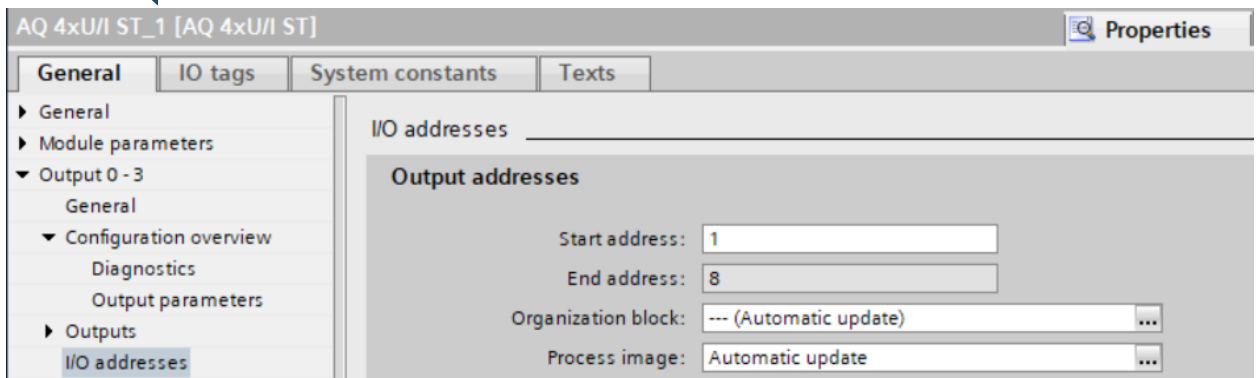 AQ 4xU/I ST_1 [AQ 4xU/I ST]
Properties
General IO tags System constants Texts
General
Module parameters
Output 0 - 3
General
Configuration overview
Diagnostics
Output parameters
Outputs
I/O addresses
I/O addresses
Output addresses
Start address: 1
End address: 8
Organization block: --- (Automatic update) ...
Process image: Automatic update ...